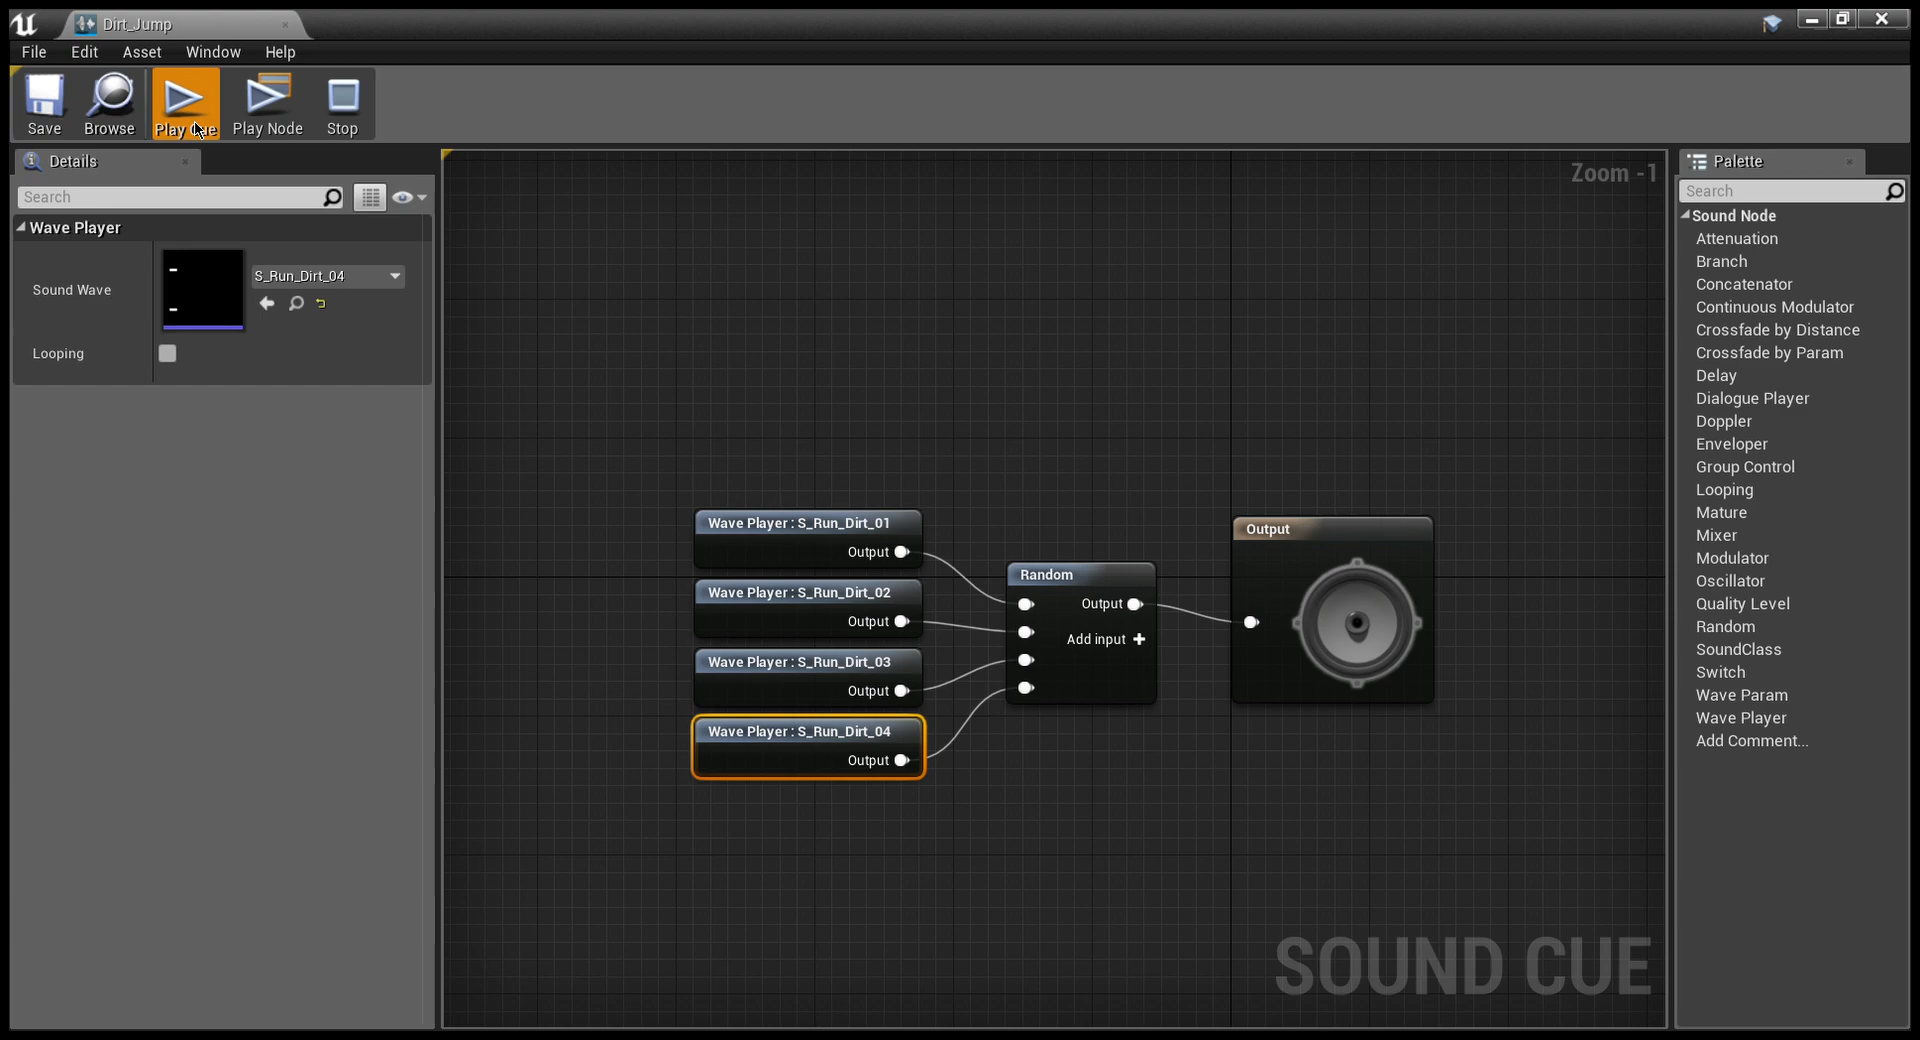 Dirt_Jump
File Edit Asset Window Help
Save Browse Play Cue Play Node Stop
Details
Search
Wave Player
Sound Wave
S_Run_Dirt_04
Looping
Zoom -1
Wave Player : S_Run_Dirt_01
Output
Wave Player : S_Run_Dirt_02
Output
Wave Player : S_Run_Dirt_03
Output
Wave Player : S_Run_Dirt_04
Output
Random
Output
Add input
Output
SOUND CUE
Palette
Search
Sound Node
Attenuation
Branch
Concatenator
Continuous Modulator
Crossfade by Distance
Crossfade by Param
Delay
Dialogue Player
Doppler
Enveloper
Group Control
Looping
Mature
Mixer
Modulator
Oscillator
Quality Level
Random
SoundClass
Switch
Wave Param
Wave Player
Add Comment...